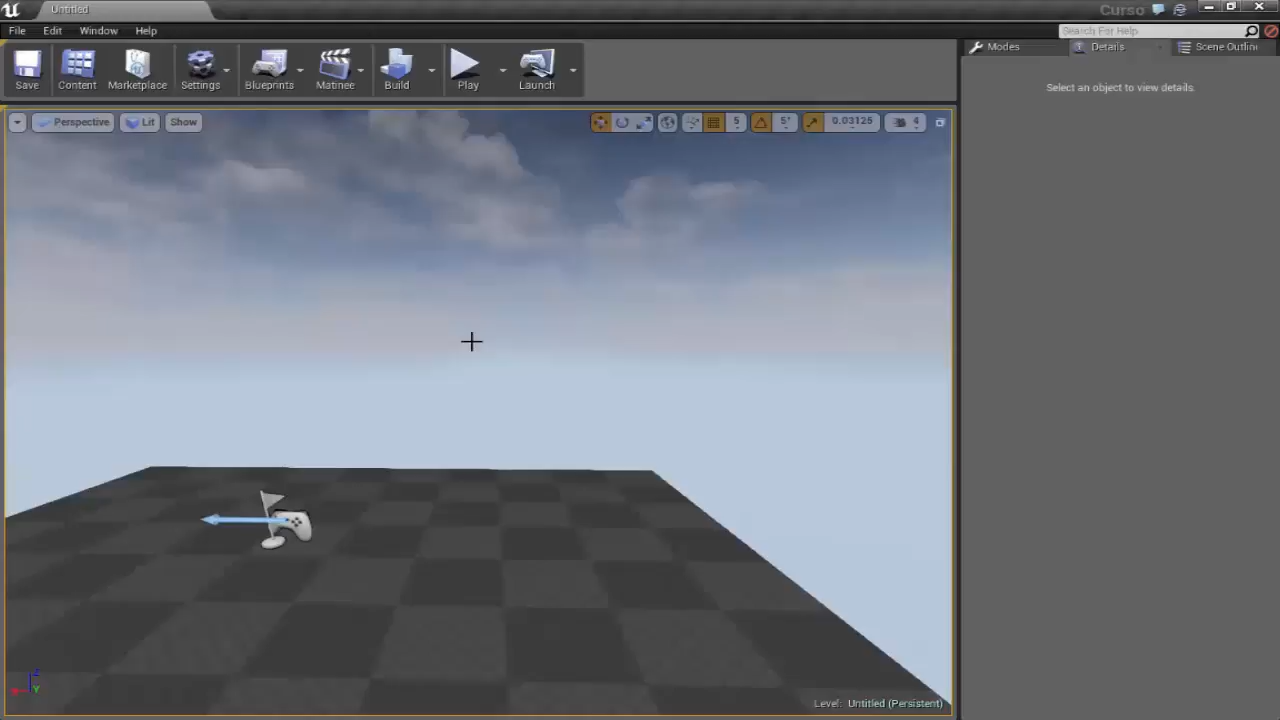 Untitled
Curso
File Edit Window Help
Search For Help
Save Content Marketplace Settings Blueprints Matinee Build Play Launch
Modes Details Scene Outlin
Select an object to view details.
Perspective Lit Show 5 5° 0.03125 4
Z
Y
Level: Untitled (Persistent)